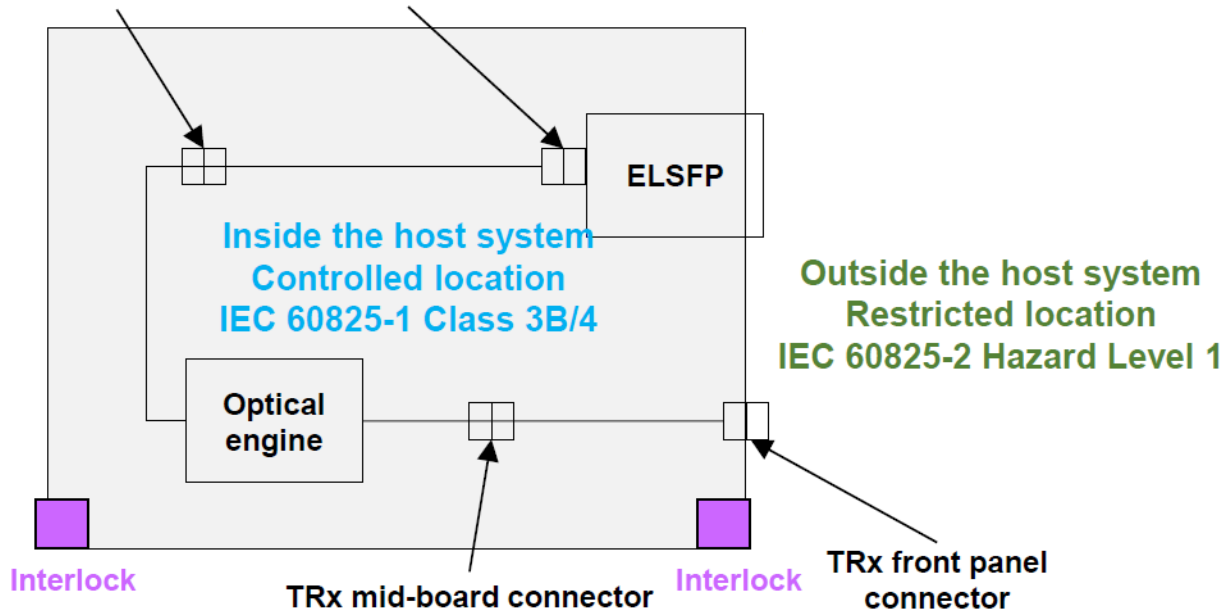 ELSFP
Inside the host system
Controlled location
IEC 60825-1 Class 3B/4
Outside the host system
Restricted location
IEC 60825-2 Hazard Level 1
Optical
engine
Interlock
TRx mid-board connector
Interlock
TRx front panel
connector